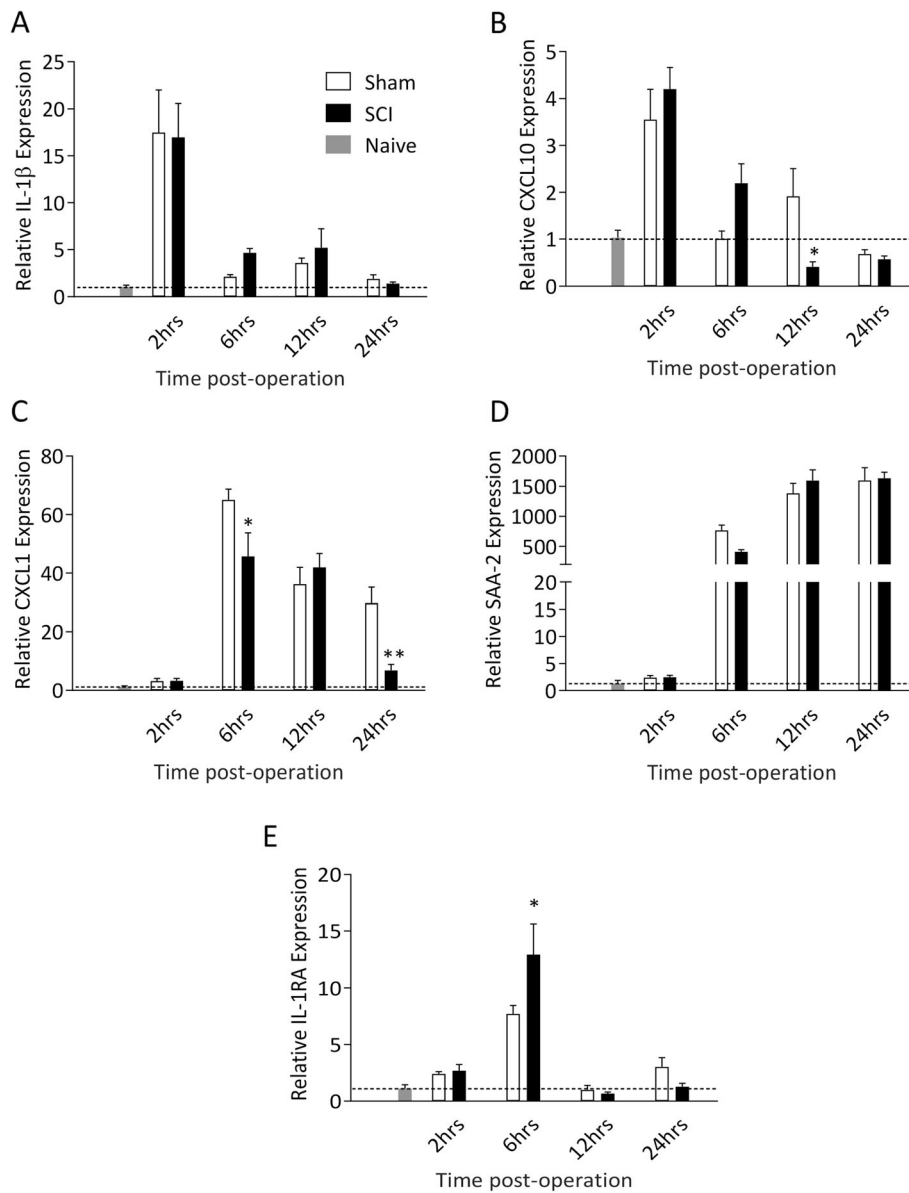 A
Relative IL-1β Expression
25
20
15
10
5
0
Sham
SCI
Naive
2hrs
6hrs
12hrs
24hrs
Time post-operation
B
Relative CXCL10 Expression
5
4
3
2
1
0
*
2hrs
6hrs
12hrs
24hrs
Time post-operation
C
Relative CXCL1 Expression
80
60
40
20
0
*
**
2hrs
6hrs
12hrs
24hrs
Time post-operation
D
Relative SAA-2 Expression
2000
1500
1000
500
20
15
10
5
0
2hrs
6hrs
12hrs
24hrs
Time post-operation
E
Relative IL-1RA Expression
20
15
10
5
0
*
2hrs
6hrs
12hrs
24hrs
Time post-operation